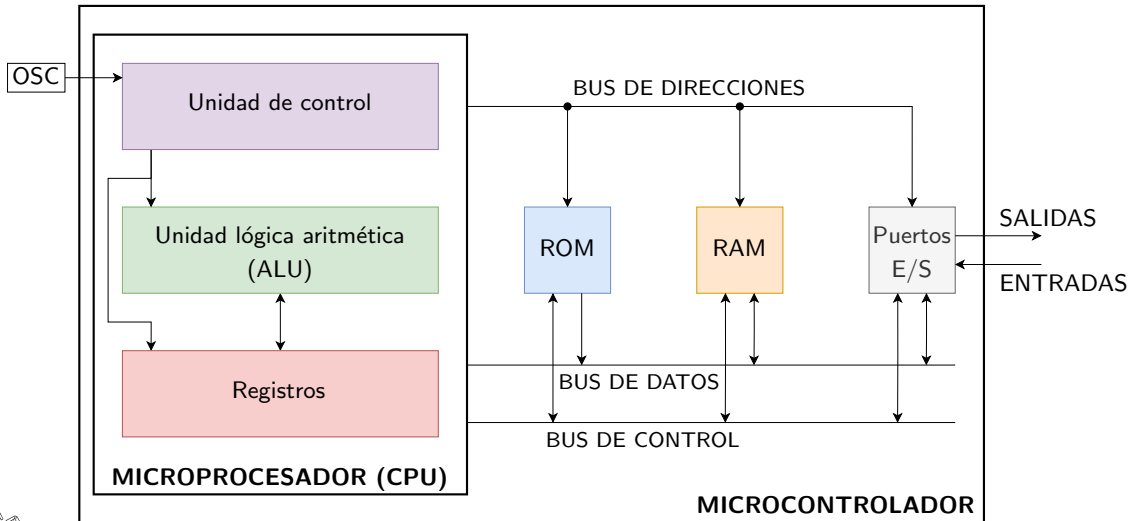 OSC
Unidad de control
BUS DE DIRECCIONES
Unidad lógica aritmética
(ALU)
ROM
RAM
Puertos
E/S
SALIDAS
ENTRADAS
Registros
BUS DE DATOS
BUS DE CONTROL
MICROPROCESADOR (CPU)
MICROCONTROLADOR